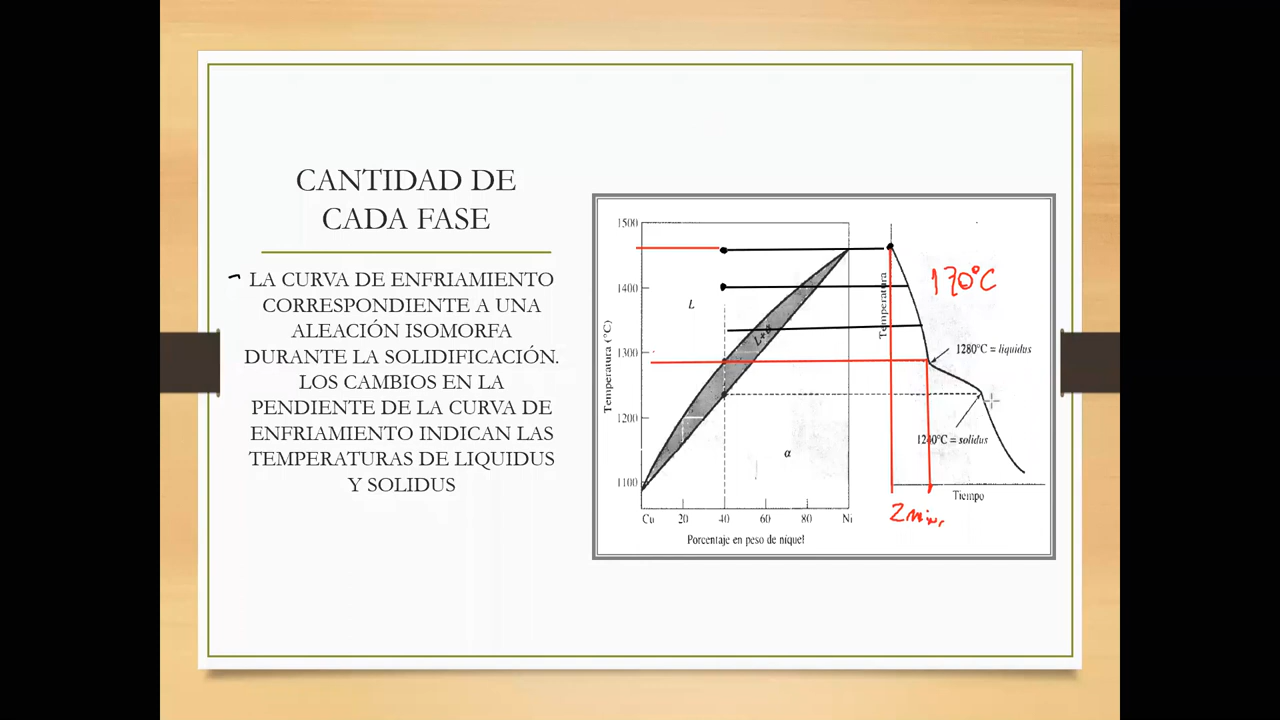 CANTIDAD DE
CADA FASE
LA CURVA DE ENFRIAMIENTO
CORRESPONDIENTE A UNA
ALEACIÓN ISOMORFA
DURANTE LA SOLIDIFICACIÓN.
LOS CAMBIOS EN LA
PENDIENTE DE LA CURVA DE
ENFRIAMIENTO INDICAN LAS
TEMPERATURAS DE LIQUIDUS
Y SOLIDUS
1500
1400
1300
1200
1100
Temperatura (°C)
L
L+α
α
Cu 20 40 60 80 Ni
Porcentaje en peso de níquel
Temperatura
170°C
1280°C = liquidus
1240°C = solidus
Tiempo
2 min.